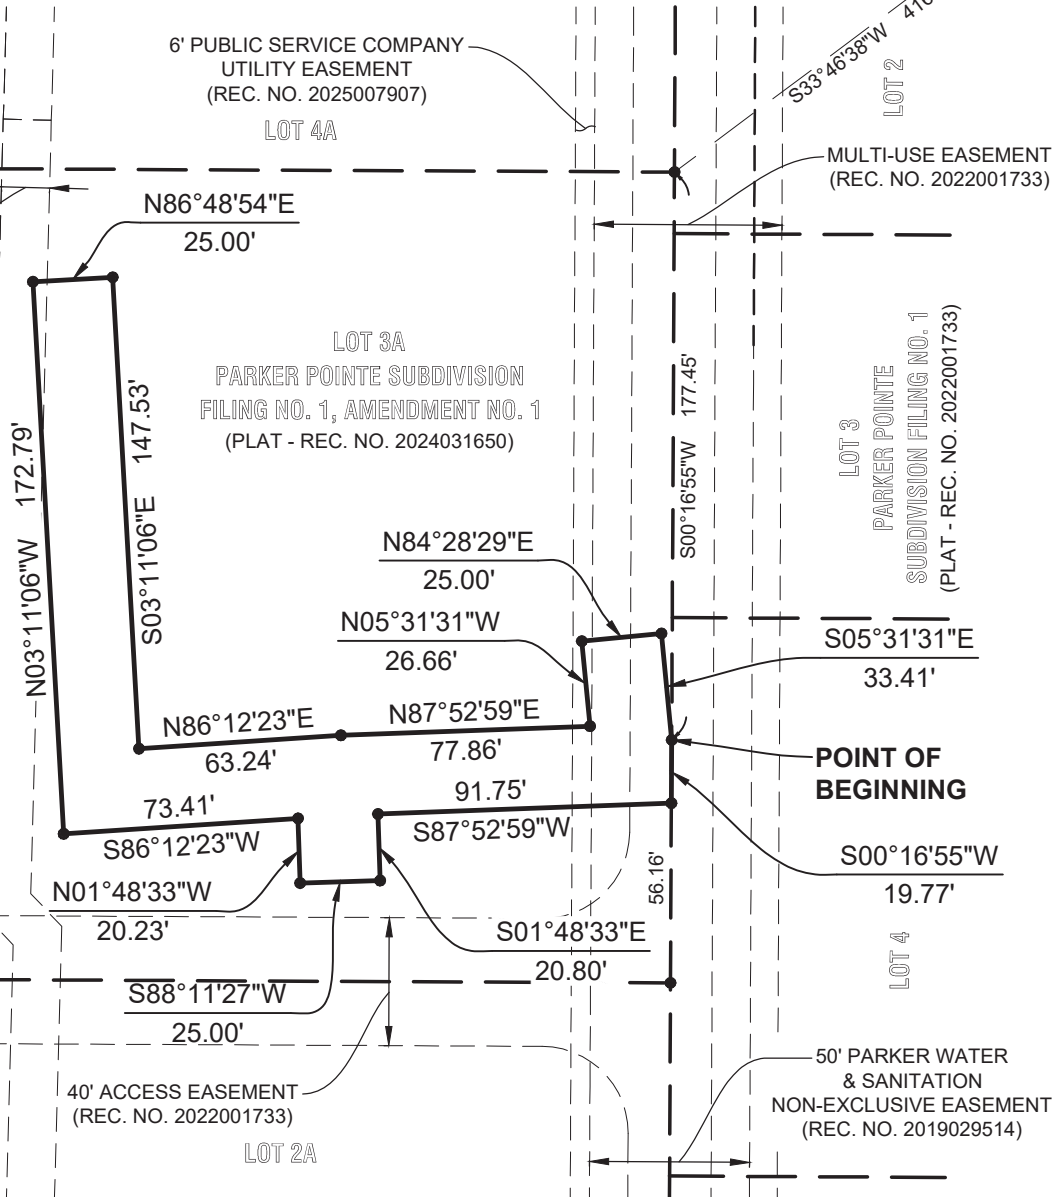 6' PUBLIC SERVICE COMPANY
UTILITY EASEMENT
(REC. NO. 2025007907)
LOT 4A
S33°46'38"W
LOT 2
MULTI-USE EASEMENT
(REC. NO. 2022001733)
N86°48'54"E
25.00'
LOT 3A
PARKER POINTE SUBDIVISION
FILING NO. 1, AMENDMENT NO. 1
(PLAT - REC. NO. 2024031650)
N03°11'06"W 172.79'
S03°11'06"E 147.53'
S00°16'55"W 177.45'
LOT 3
PARKER POINTE
SUBDIVISION FILING NO. 1
(PLAT - REC. NO. 2022001733)
N84°28'29"E
25.00'
N05°31'31"W
26.66'
S05°31'31"E
33.41'
N86°12'23"E
63.24'
N87°52'59"E
77.86'
POINT OF
BEGINNING
73.41'
S86°12'23"W
91.75'
S87°52'59"W
S00°16'55"W
19.77'
56.16'
N01°48'33"W
20.23'
S01°48'33"E
20.80'
LOT 4
S88°11'27"W
25.00'
40' ACCESS EASEMENT
(REC. NO. 2022001733)
50' PARKER WATER
& SANITATION
NON-EXCLUSIVE EASEMENT
(REC. NO. 2019029514)
LOT 2A